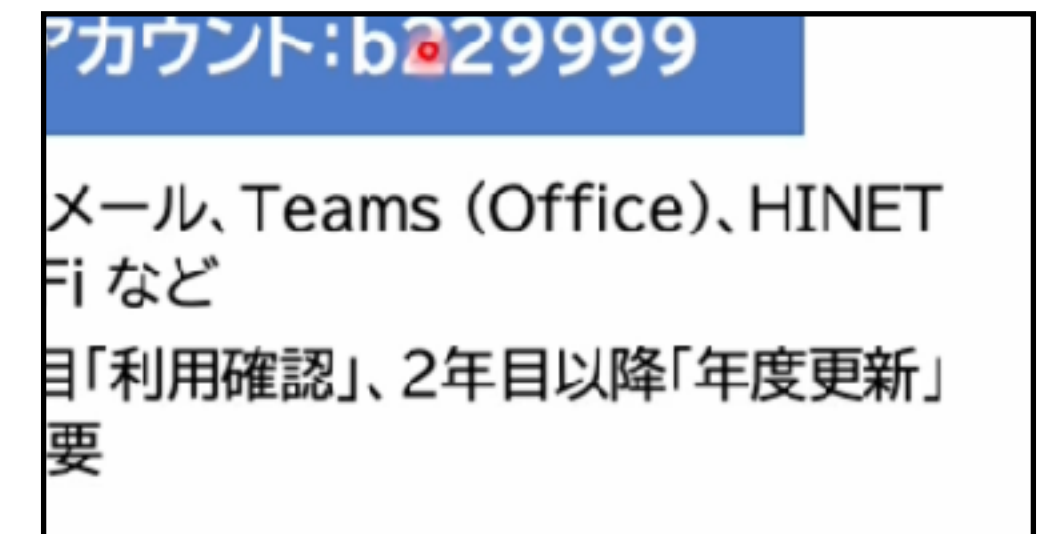 アカウント:b229999
メール、Teams (Office)、HINET
Fi など
目「利用確認」、2年目以降「年度更新」
要